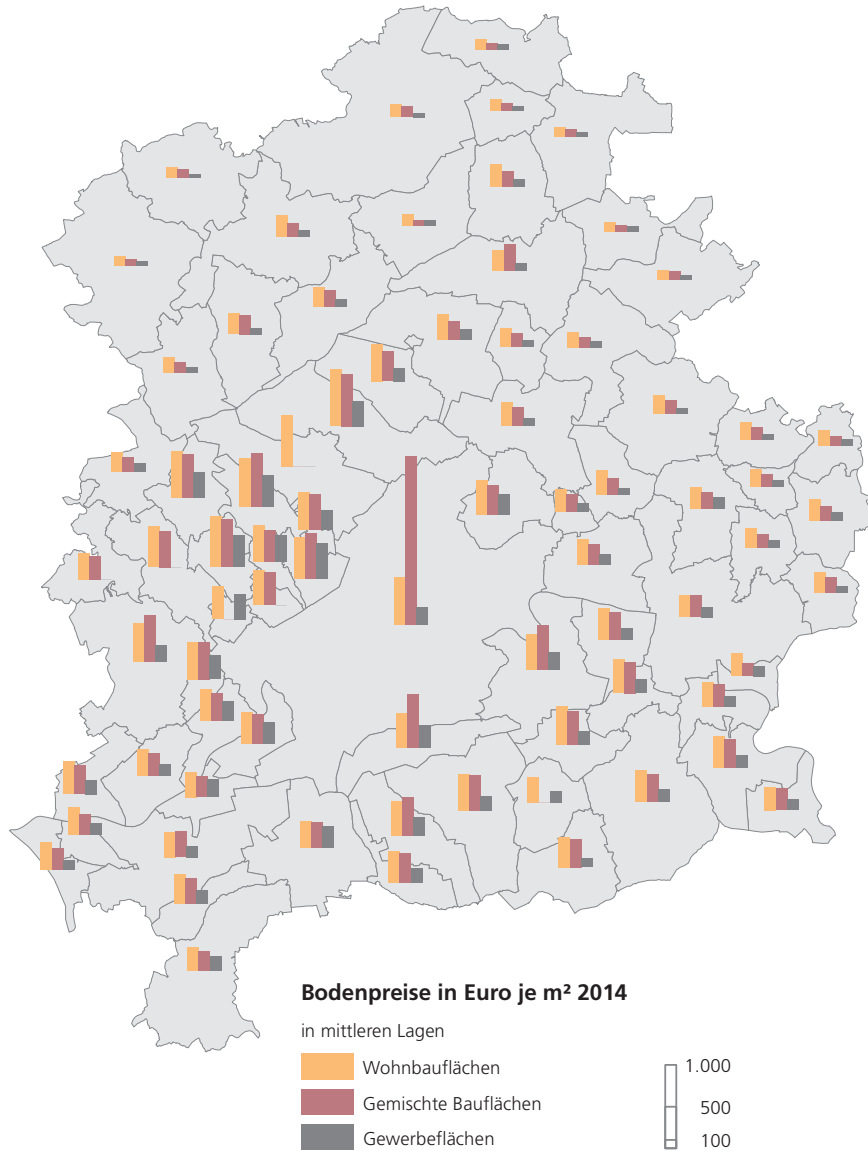 Bodenpreise in Euro je m² 2014
in mittleren Lagen
Wohnbauflächen
Gemischte Bauflächen
Gewerbeflächen
1.000
500
100